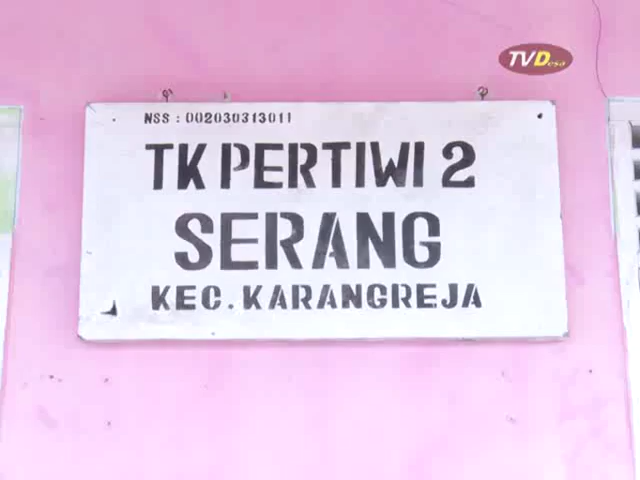 TVDesa
NSS : 002030313011
TK PERTIWI 2
SERANG
KEC. KARANGREJA